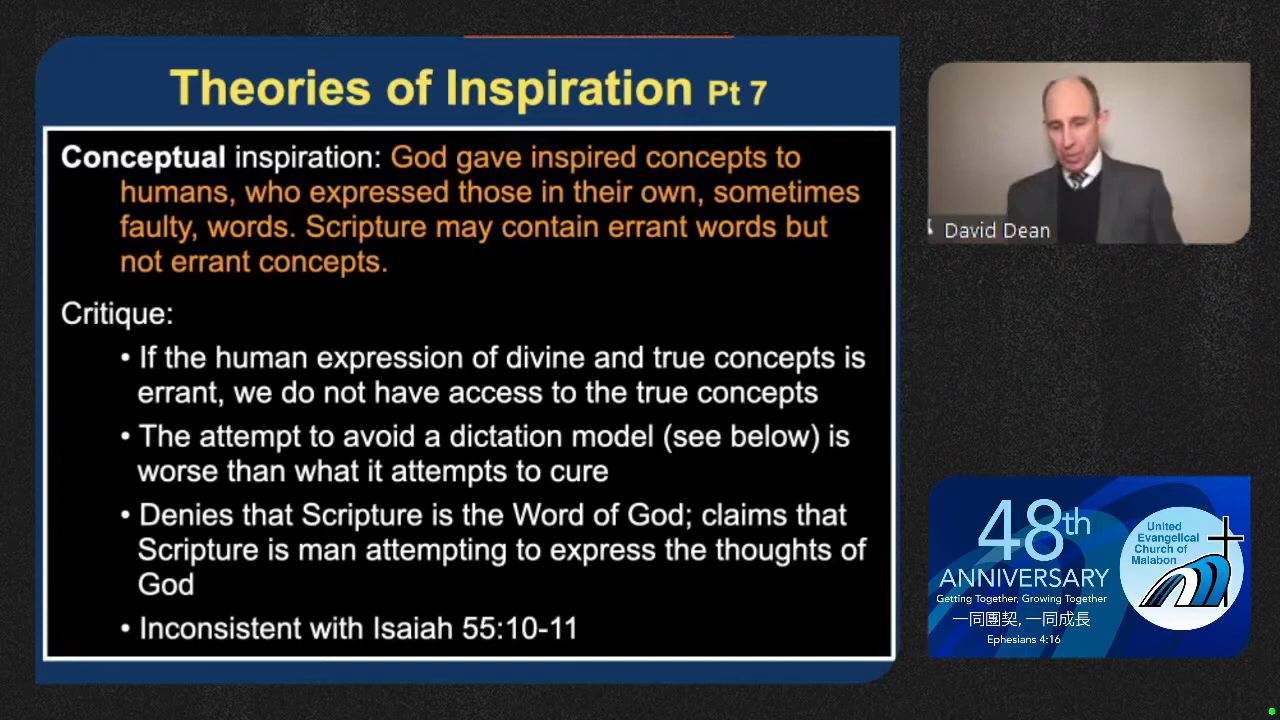 Theories of Inspiration Pt 7
Conceptual inspiration: God gave inspired concepts to
humans, who expressed those in their own, sometimes
faulty, words. Scripture may contain errant words but
not errant concepts.
Critique:
• If the human expression of divine and true concepts is
errant, we do not have access to the true concepts
• The attempt to avoid a dictation model (see below) is
worse than what it attempts to cure
• Denies that Scripture is the Word of God; claims that
Scripture is man attempting to express the thoughts of
God
• Inconsistent with Isaiah 55:10-11
David Dean
48th
ANNIVERSARY
Getting Together, Growing Together
一同團契, 一同成長
Ephesians 4:16
United
Evangelical
Church of
Malabon